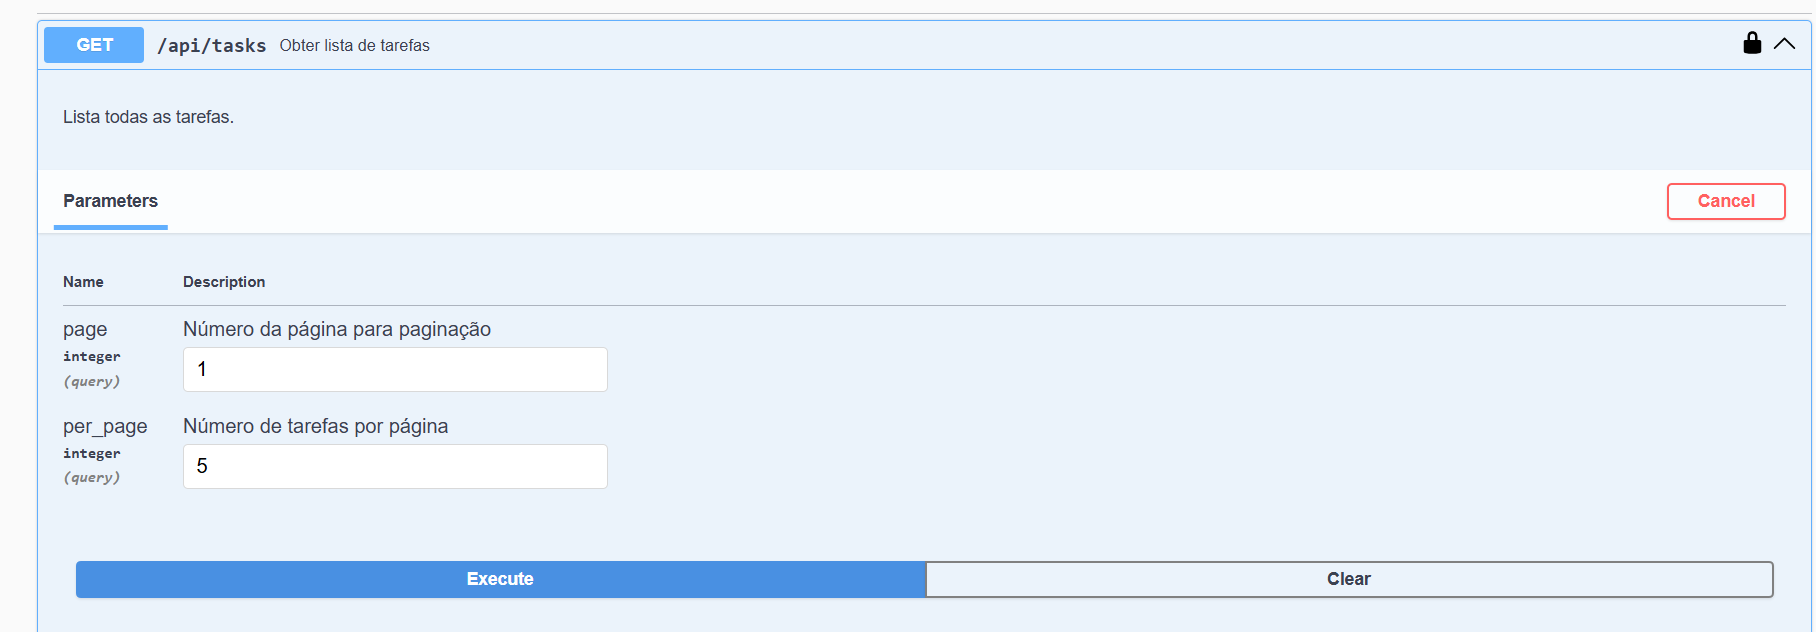 GET /api/tasks Obter lista de tarefas
Lista todas as tarefas.
Parameters
Cancel
Name Description
page Número da página para paginação
integer
(query)
1
per_page Número de tarefas por página
integer
(query)
5
Execute Clear